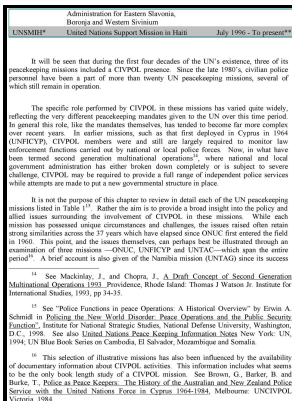 Administration for Eastern Slavonia,
Boronja and Western Sivinium
UNSMIH* United Nations Support Mission in Haiti July 1996 - To present**
It will be seen that during the first four decades of the UN's existence, three of its
peacekeeping missions included a CIVPOL presence. Since the late 1980's, civilian police
personnel have been a part of more than twenty UN peacekeeping missions, several of
which still remain in operation.
The specific role performed by CIVPOL in these missions has varied quite widely,
reflecting the very different peacekeeping mandates given to the UN over this time period.
In general this role, like the mandates themselves, has tended to become far more complex
over recent years. In earlier missions, such as that first deployed in Cyprus in 1964
(UNFICYP), CIVPOL members were and still are largely required to monitor law
enforcement functions carried out by national or local police forces. Now, in what have
been termed second generation multinational operations14, where national and local
government administration has either broken down completely or is subject to severe
challenge, CIVPOL may be required to provide a full range of independent police services
while attempts are made to put a new governmental structure in place.
It is not the purpose of this chapter to review in detail each of the UN peacekeeping
missions listed in Table 115. Rather the aim is to provide a broad insight into the policy and
allied issues surrounding the involvement of CIVPOL in these missions. While each
mission has possessed unique circumstances and challenges, the issues raised often retain
strong similarities across the 37 years which have elapsed since ONUC first entered the field
in 1960. This point, and the issues themselves, can perhaps be illustrated through an
examination of three missions —ONUC, UNFICYP and UNTAC—which span the entire
period16. A brief account is also given of the Namibia mission (UNTAG) since its success
14 See Mackinlay, J., and Chopra, J., A Draft Concept of Second Generation
Multinational Operations 1993 Providence, Rhode Island: Thomas J Watson Jr. Institute for
International Studies, 1993, pp 34-35.
15 See "Police Functions in peace Operations: A Historical Overview" by Erwin A.
Schmidl in Policing the New World Disorder: Peace Operations and the Public Security
Function", Institute for National Strategic Studies, National Defense University, Washington,
D.C., 1998. See also United Nations Peace Keeping Information Notes New York: UN,
1994; UN Blue Book Series on Cambodia, El Salvador, Mozambique and Somalia.
16 This selection of illustrative missions has also been influenced by the availability
of documentary information about CIVPOL activities. This information includes what seems
to be the only book length study of a CIVPOL mission. See Brown, G., Barker, B. and
Burke, T., Police as Peace Keepers: The History of the Australian and New Zealand Police
Service with the United Nations Force in Cyprus 1964-1984, Melbourne: UNCIVPOL
Victoria, 1984